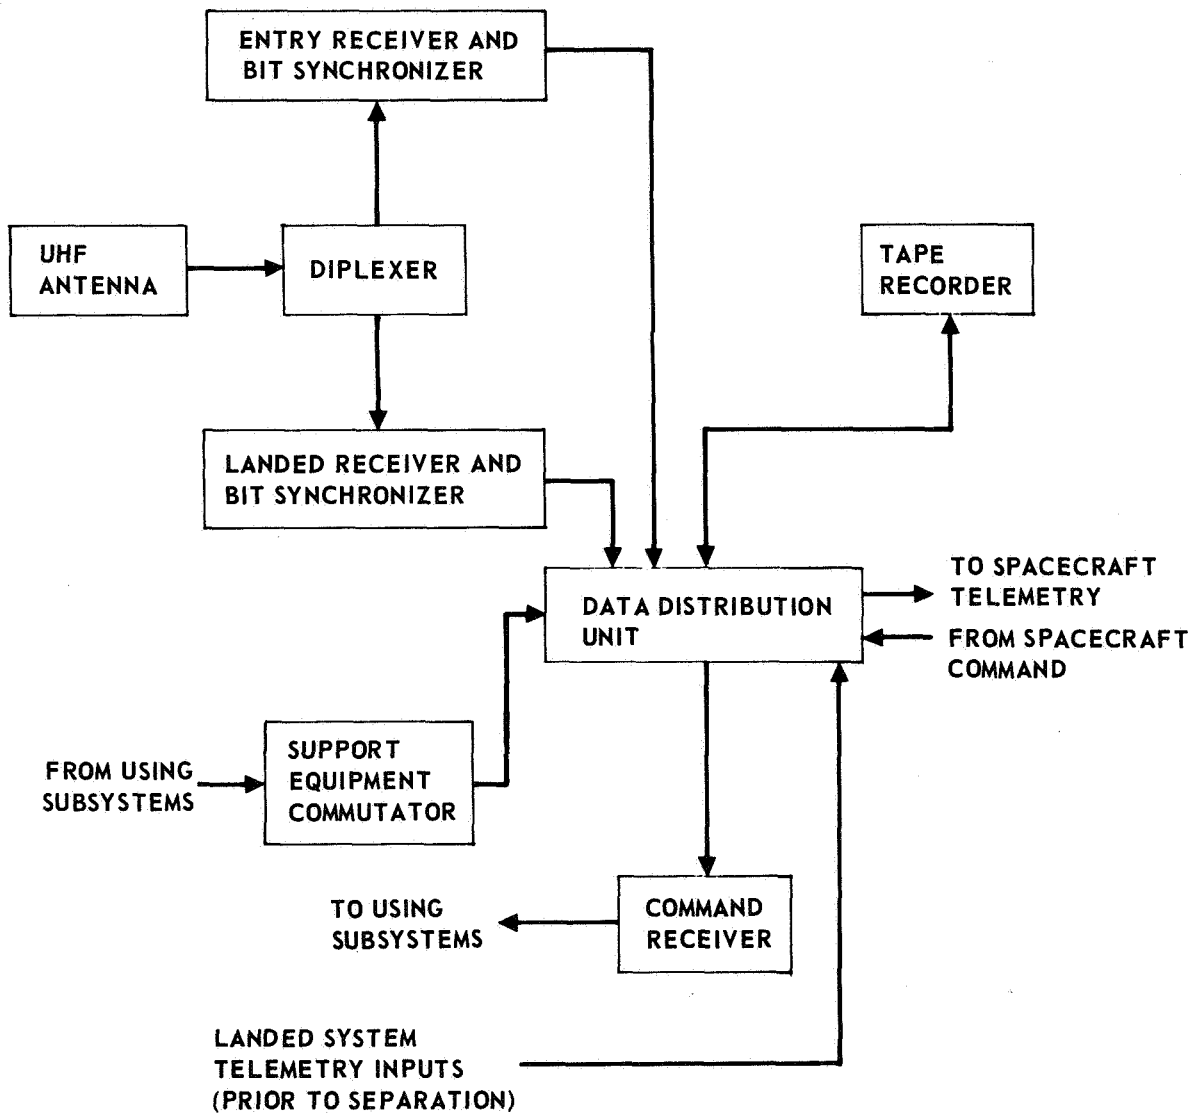 ENTRY RECEIVER AND
BIT SYNCHRONIZER
UHF
ANTENNA
DIPLEXER
TAPE
RECORDER
LANDED RECEIVER AND
BIT SYNCHRONIZER
DATA DISTRIBUTION
UNIT
TO SPACECRAFT
TELEMETRY
FROM SPACECRAFT
COMMAND
FROM USING
SUBSYSTEMS
SUPPORT
EQUIPMENT
COMMUTATOR
TO USING
SUBSYSTEMS
COMMAND
RECEIVER
LANDED SYSTEM
TELEMETRY INPUTS
(PRIOR TO SEPARATION)